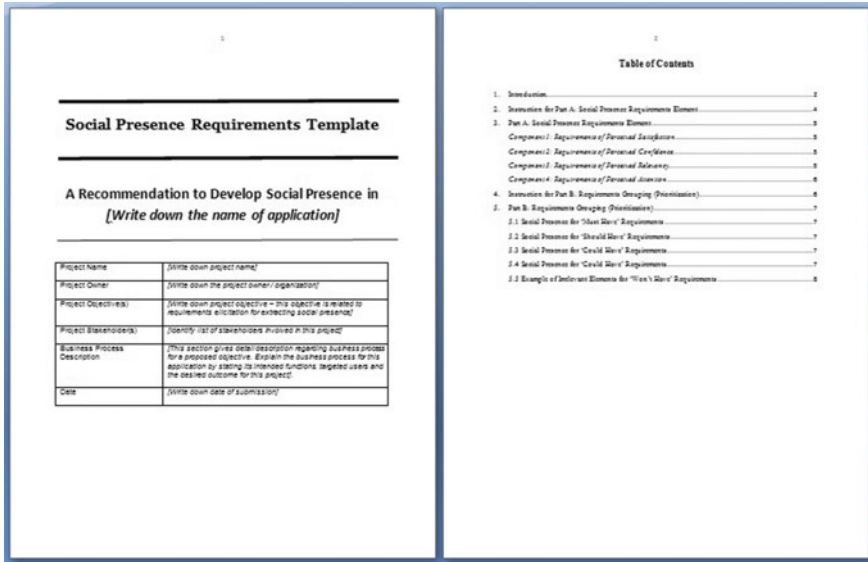 1
Social Presence Requirements Template
A Recommendation to Develop Social Presence in
[Write down the name of application]
Project Name [Write down project name]
Project Owner [Write down the project owner / organization]
Project Objective(s) [Write down project objective – this objective is related to
requirements elicitation for extracting social presence]
Project Stakeholder(s) [Identify list of stakeholders involved in this project]
Business Process
Description
[This section gives detail description regarding business process
for a proposed objective. Explain the business process for this
application by stating its intended functions, targeted users and
the desired outcome for this project].
Date [Write down date of submission]
2
Table of Contents
1. Introduction
2. Instruction for Part A: Social Presence Requirements Element 4
3. Part A: Social Presence Requirements Element
Component 1: Requirements of Perceived Satisfaction
Component 2: Requirements of Perceived Confidence
Component 3: Requirements of Perceived Relevancy
Component 4: Requirements of Perceived Attention
4. Instruction for Part B: Requirements Grouping (Prioritization)
5. Part B: Requirements Grouping (Prioritization) 7
5.1 Social Presence for 'Must Have' Requirements 7
5.2 Social Presence for 'Should Have' Requirements 7
5.3 Social Presence for 'Could Have' Requirements 7
5.4 Social Presence for 'Could Have' Requirements 7
5.5 Example of Irrelevant Elements for 'Won't Have' Requirements